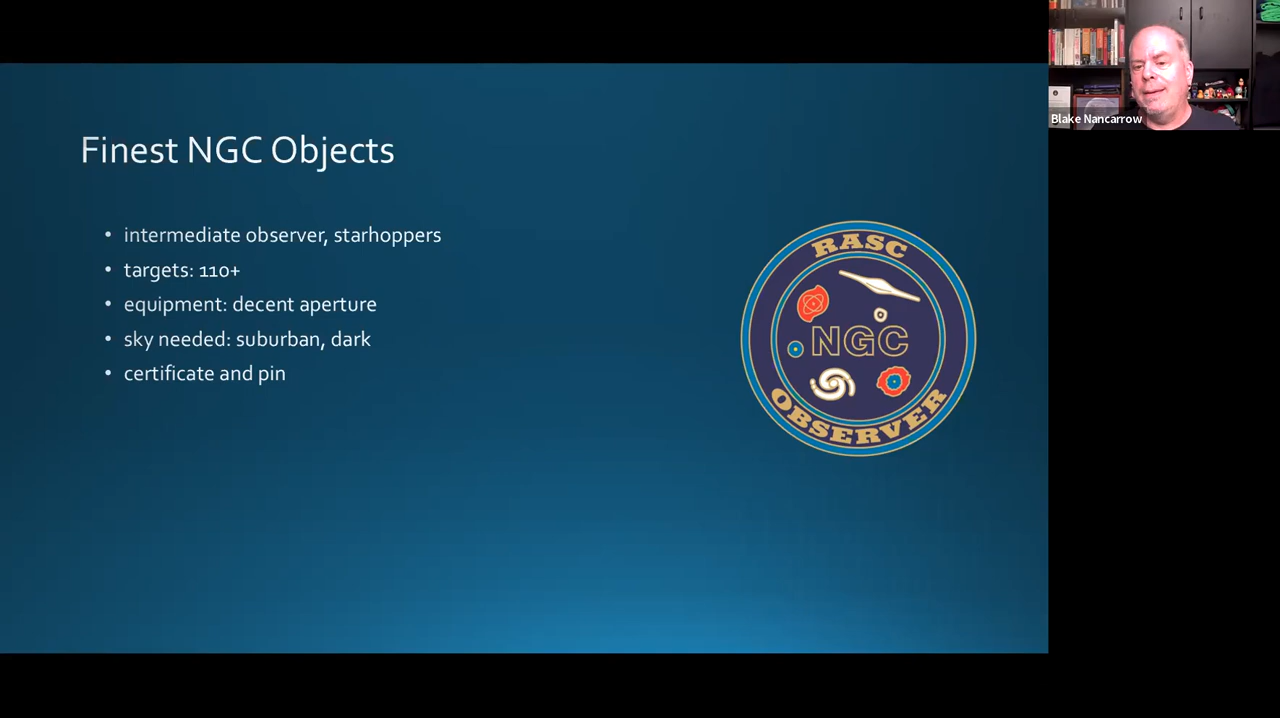 Finest NGC Objects
• intermediate observer, starhoppers
• targets: 110+
• equipment: decent aperture
• sky needed: suburban, dark
• certificate and pin
RASC
NGC
OBSERVER
Blake Nancarrow